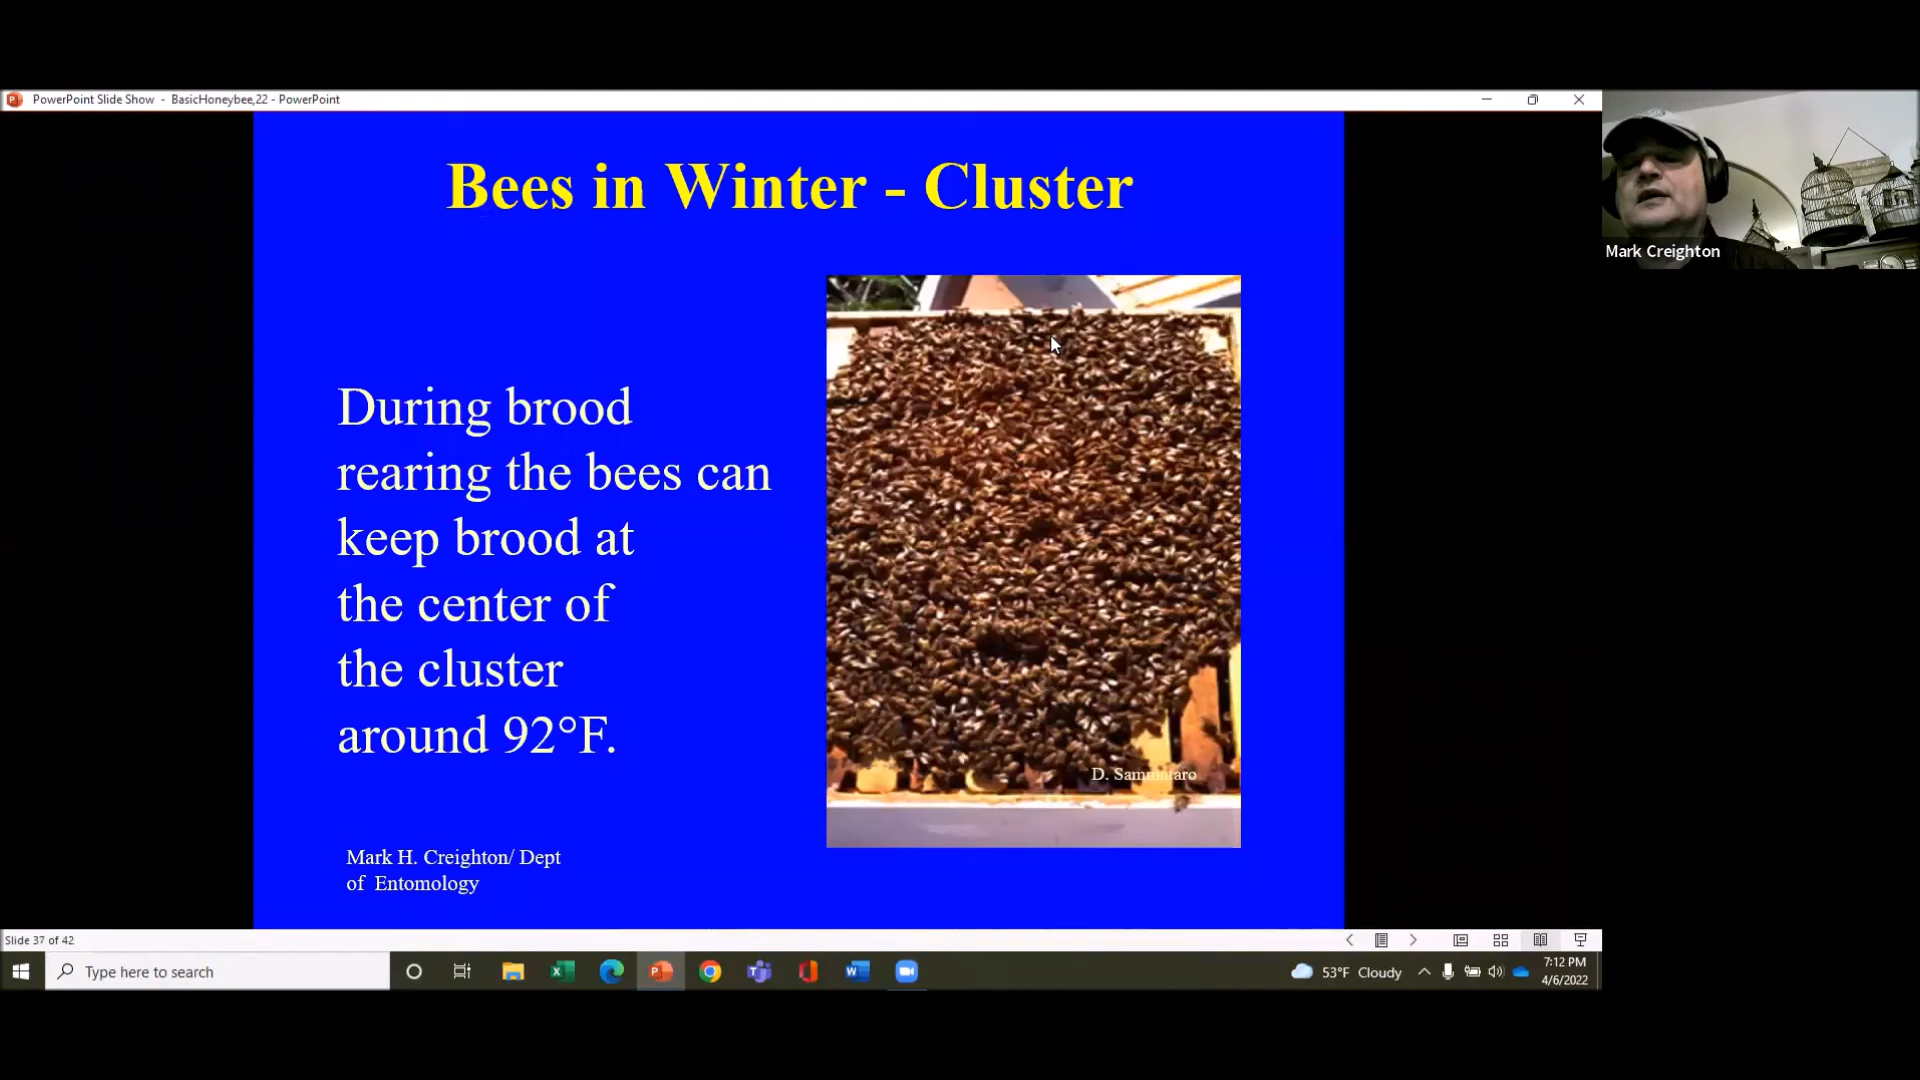 PowerPoint Slide Show - BasicHoneybee,22 - PowerPoint
Bees in Winter - Cluster
Mark Creighton
During brood
rearing the bees can
keep brood at
the center of
the cluster
around 92°F.
D. Sammataro
Mark H. Creighton/ Dept
of Entomology
Slide 37 of 42
Type here to search
53°F Cloudy
7:12 PM
4/6/2022